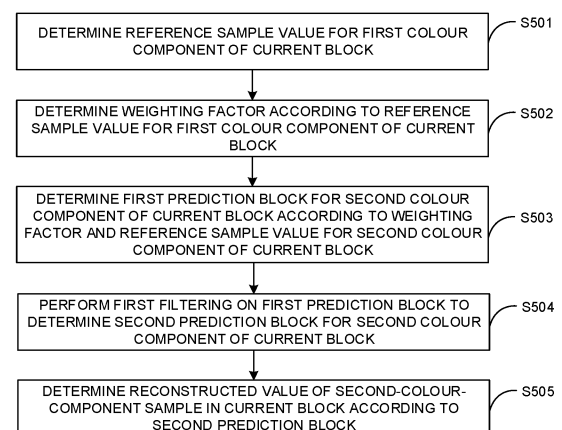 DETERMINE REFERENCE SAMPLE VALUE FOR FIRST COLOUR
COMPONENT OF CURRENT BLOCK
S501
DETERMINE WEIGHTING FACTOR ACCORDING TO REFERENCE
SAMPLE VALUE FOR FIRST COLOUR COMPONENT OF CURRENT
BLOCK
S502
DETERMINE FIRST PREDICTION BLOCK FOR SECOND COLOUR
COMPONENT OF CURRENT BLOCK ACCORDING TO WEIGHTING
FACTOR AND REFERENCE SAMPLE VALUE FOR SECOND COLOUR
COMPONENT OF CURRENT BLOCK
S503
PERFORM FIRST FILTERING ON FIRST PREDICTION BLOCK TO
DETERMINE SECOND PREDICTION BLOCK FOR SECOND COLOUR
COMPONENT OF CURRENT BLOCK
S504
DETERMINE RECONSTRUCTED VALUE OF SECOND-COLOUR-
COMPONENT SAMPLE IN CURRENT BLOCK ACCORDING TO
SECOND PREDICTION BLOCK
S505